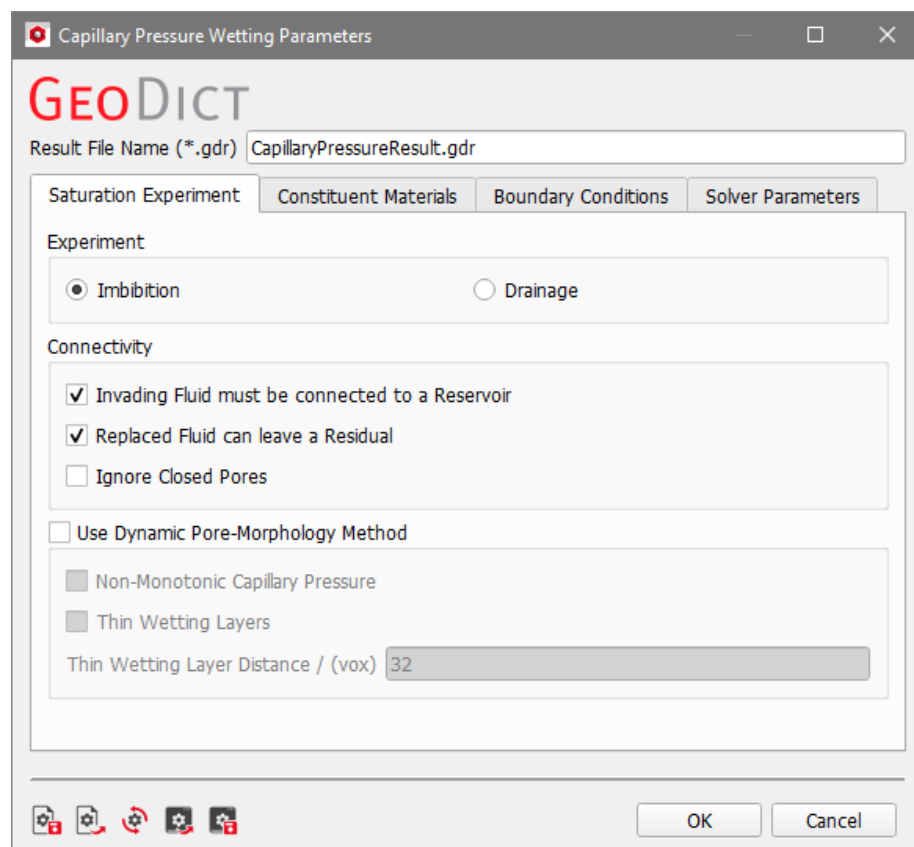 Capillary Pressure Wetting Parameters
GEODICT
Result File Name (*.gdr) CapillaryPressureResult.gdr
Saturation Experiment Constituent Materials Boundary Conditions Solver Parameters
Experiment
Imbibition Drainage
Connectivity
Invading Fluid must be connected to a Reservoir
Replaced Fluid can leave a Residual
Ignore Closed Pores
Use Dynamic Pore-Morphology Method
Non-Monotonic Capillary Pressure
Thin Wetting Layers
Thin Wetting Layer Distance / (vox) 32
OK Cancel